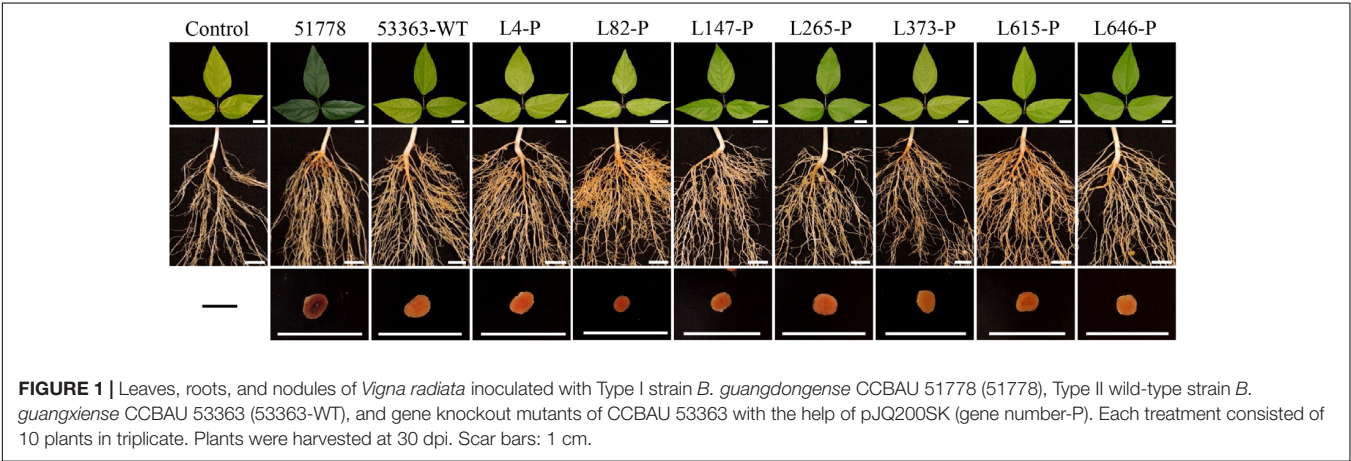 Control 51778 53363-WT L4-P L82-P L147-P L265-P L373-P L615-P L646-P
FIGURE 1 | Leaves, roots, and nodules of Vigna radiata inoculated with Type I strain B. guangdongense CCBAU 51778 (51778), Type II wild-type strain B.
guangxiense CCBAU 53363 (53363-WT), and gene knockout mutants of CCBAU 53363 with the help of pJQ200SK (gene number-P). Each treatment consisted of
10 plants in triplicate. Plants were harvested at 30 dpi. Scar bars: 1 cm.